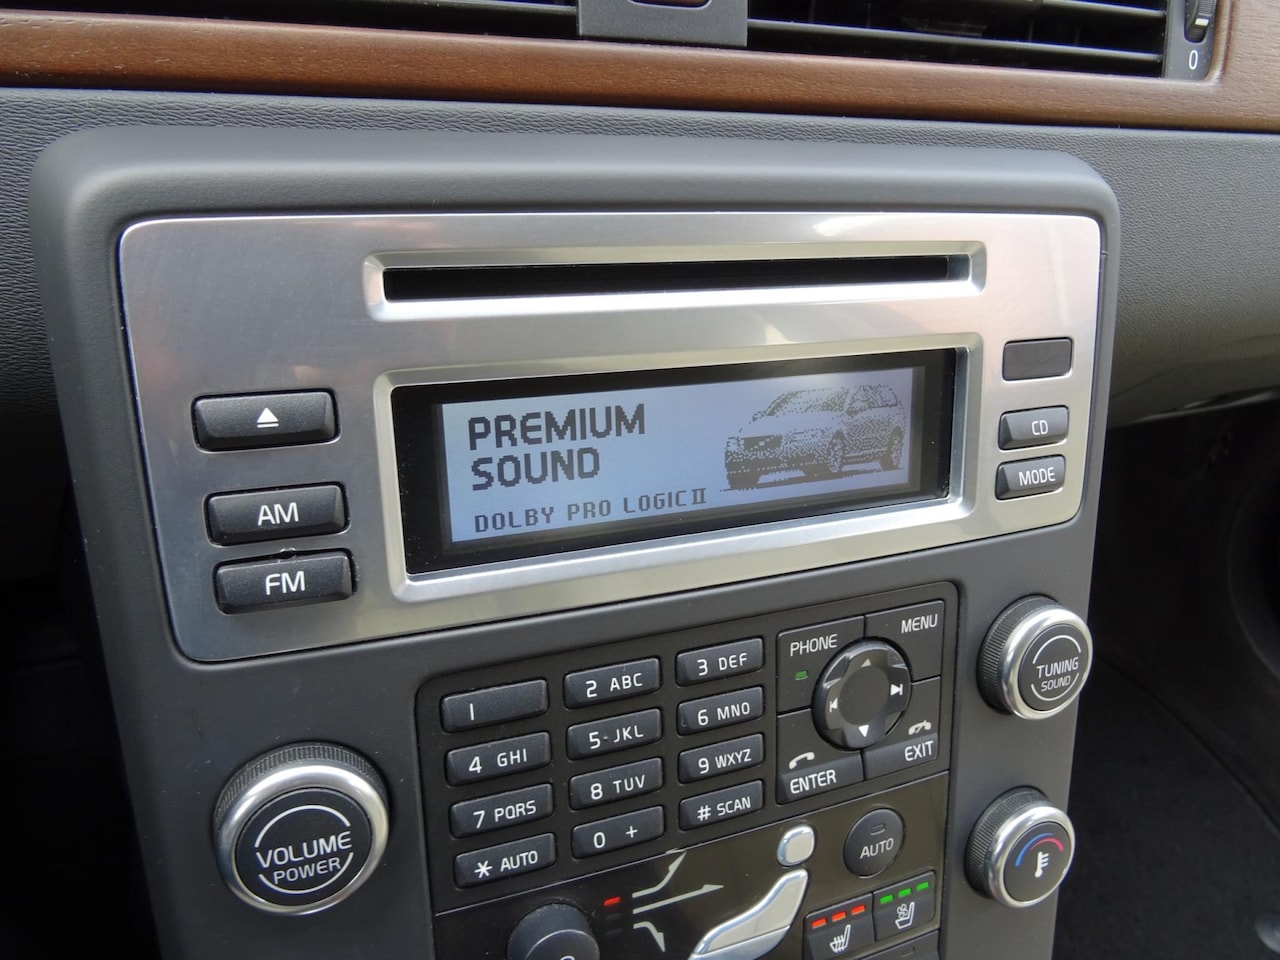 0
PREMIUM
SOUND
DOLBY PRO LOGIC II
AM
FM
CD
MODE
1
2 ABC
3 DEF
4 GHI
5 JKL
6 MNO
7 PQRS
8 TUV
9 WXYZ
* AUTO
0 +
# SCAN
PHONE
MENU
ENTER
EXIT
TUNING
SOUND
VOLUME
POWER
AUTO